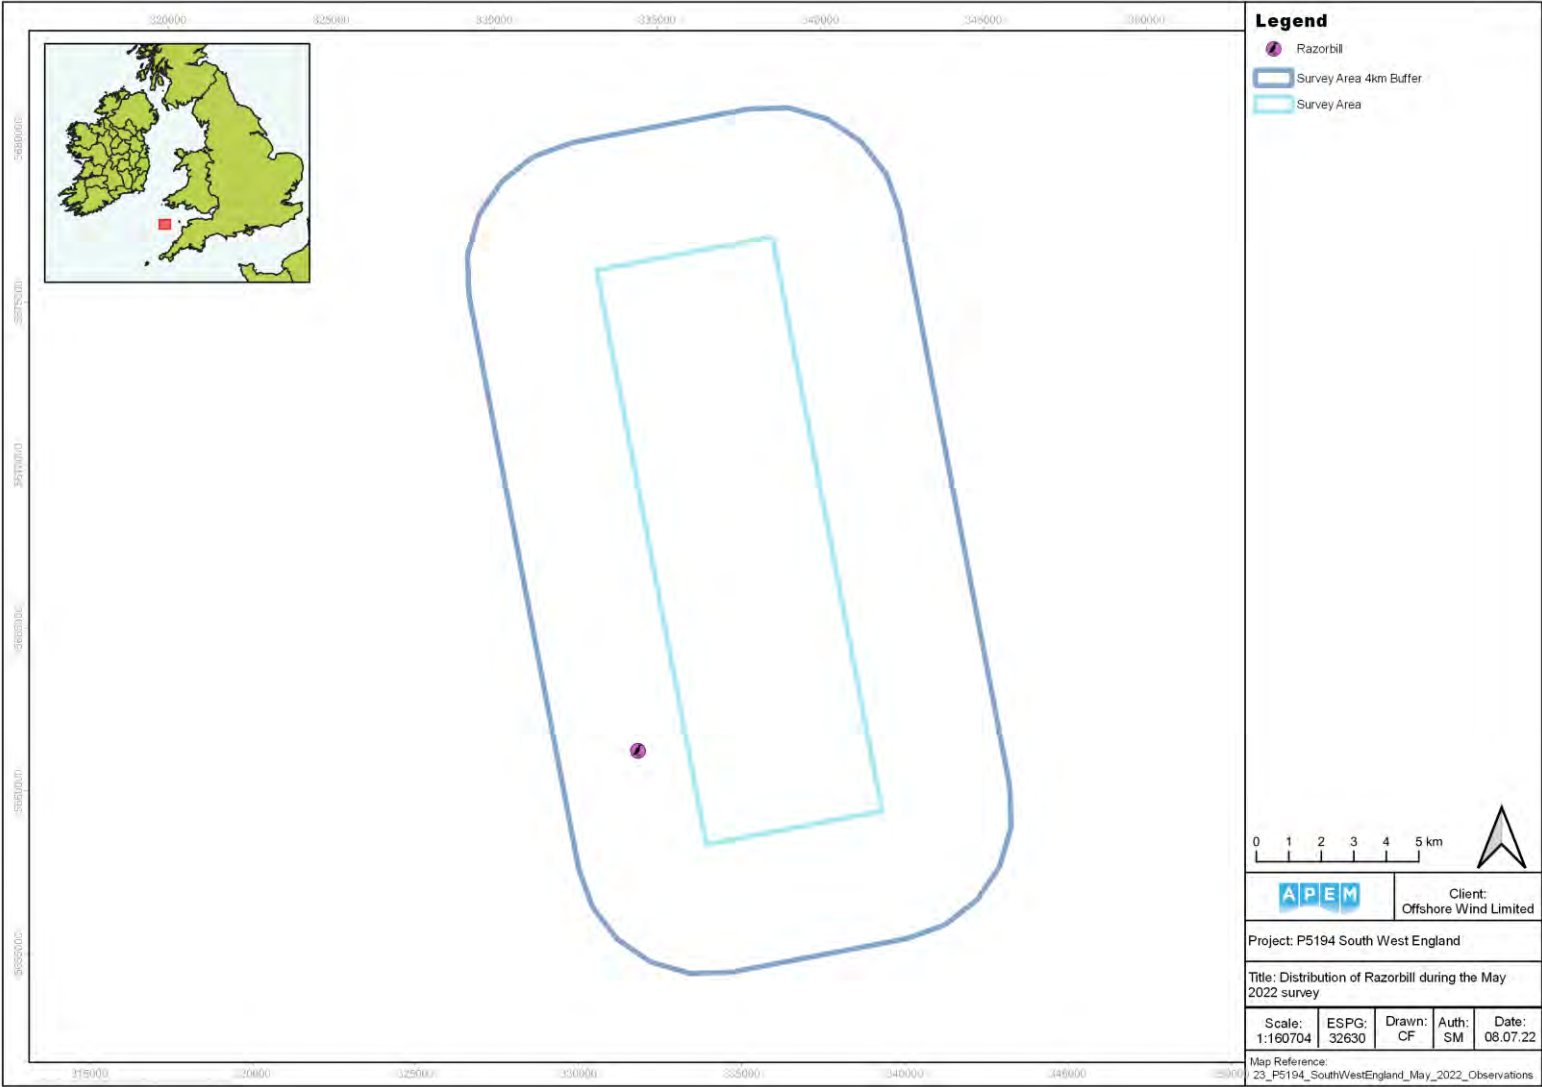 320000 325000 330000 335000 340000 345000 350000
Legend
Razorbill
Survey Area 4km Buffer
Survey Area
0 1 2 3 4 5 km
APEM
Client:
Offshore Wind Limited
Project: P5194 South West England
Title: Distribution of Razorbill during the May
2022 survey
Scale:
1:160704
ESPG:
32630
Drawn:
CF
Auth:
SM
Date:
08.07.22
Map Reference:
23_P5194_SouthWestEngland_May_2022_Observations
315000 320000 325000 330000 335000 340000 345000